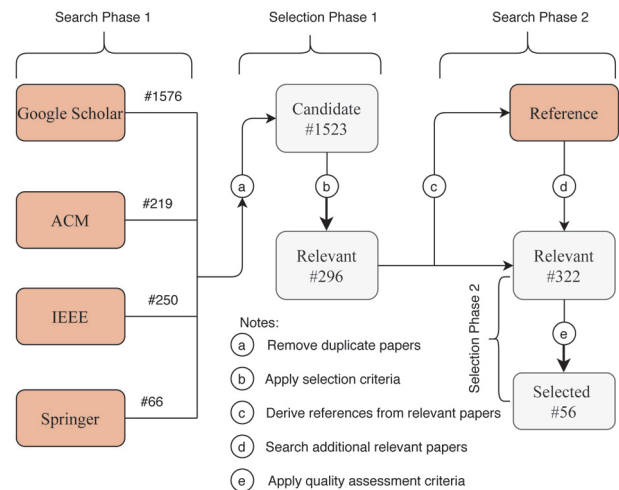 Search Phase 1
Selection Phase 1
Search Phase 2
Google Scholar
#1576
ACM
#219
IEEE
#250
Springer
#66
a
Candidate
#1523
b
Relevant
#296
c
Reference
d
Relevant
#322
Selection Phase 2
e
Selected
#56
Notes:
a Remove duplicate papers
b Apply selection criteria
c Derive references from relevant papers
d Search additional relevant papers
e Apply quality assessment criteria